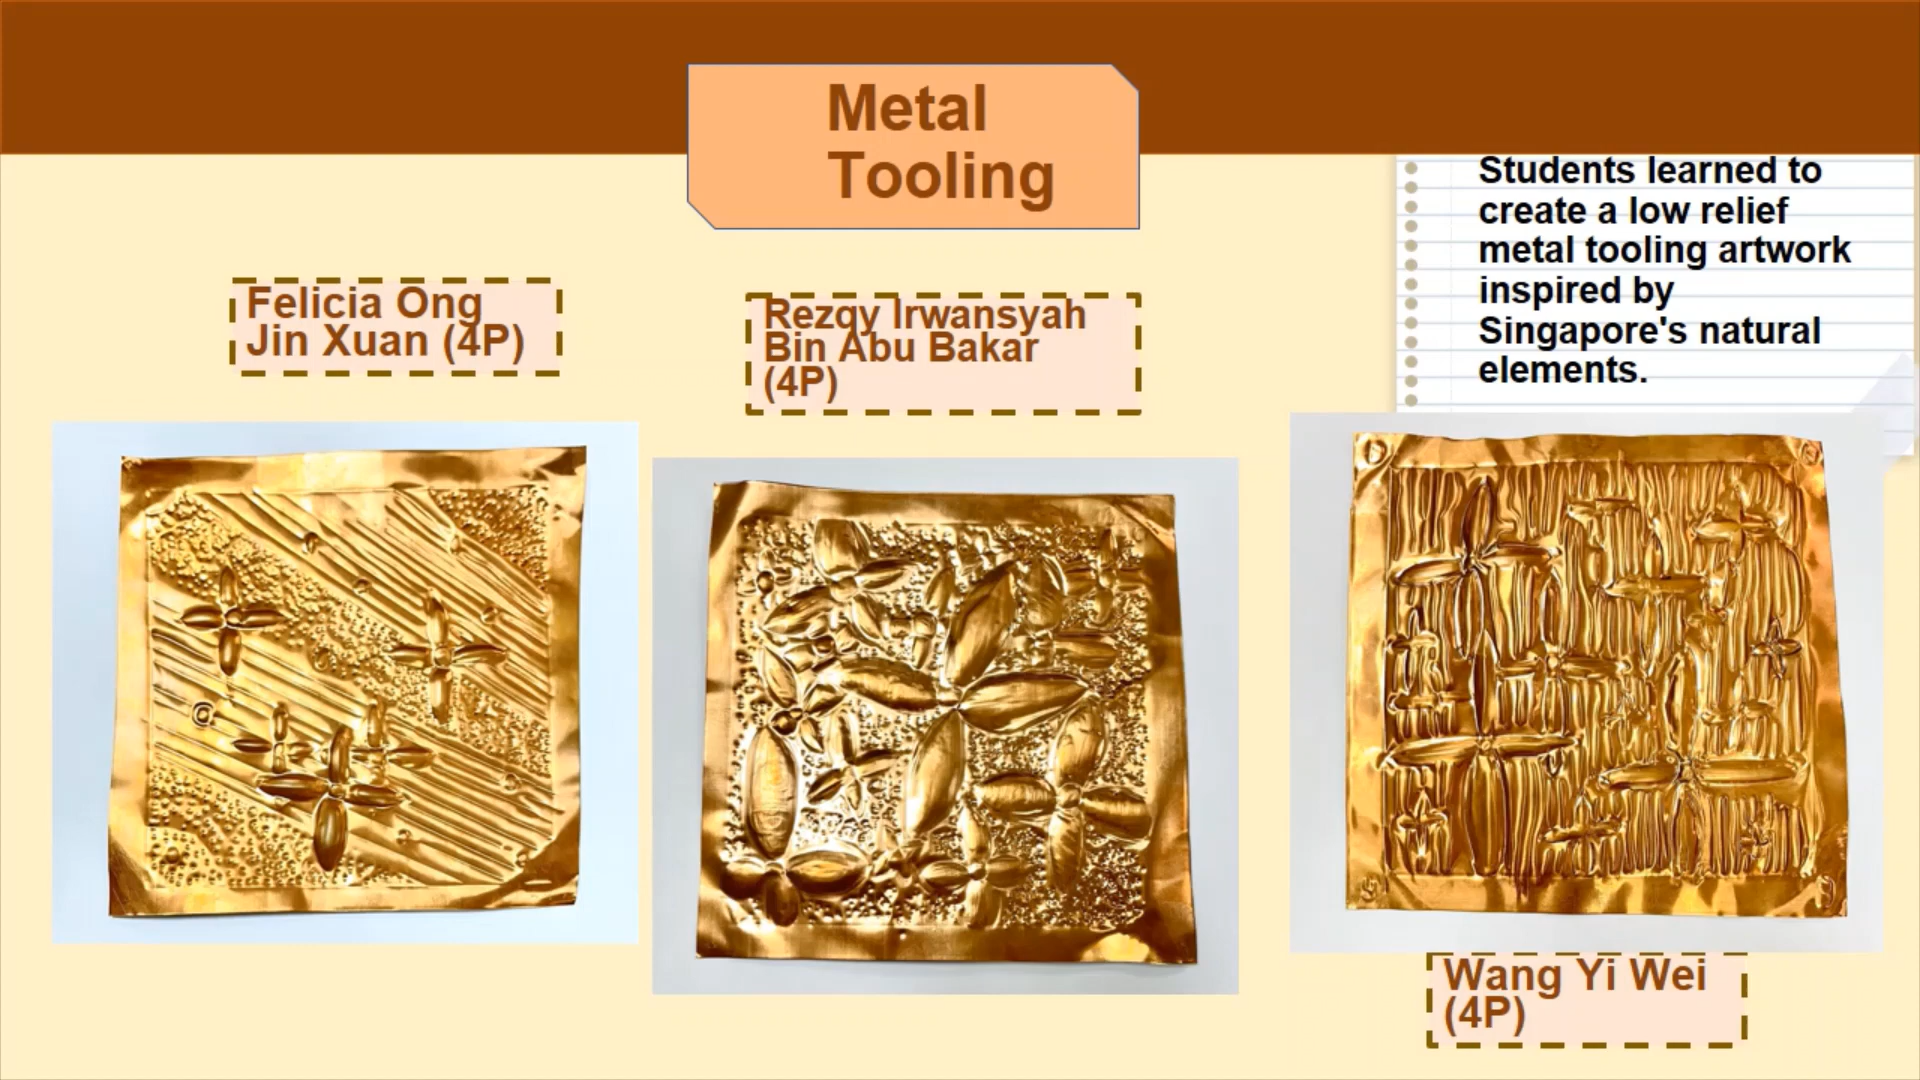 Metal
Tooling
Students learned to
create a low relief
metal tooling artwork
inspired by
Singapore's natural
elements.
Felicia Ong
Jin Xuan (4P)
Rezqy Irwansyah
Bin Abu Bakar
(4P)
Wang Yi Wei
(4P)